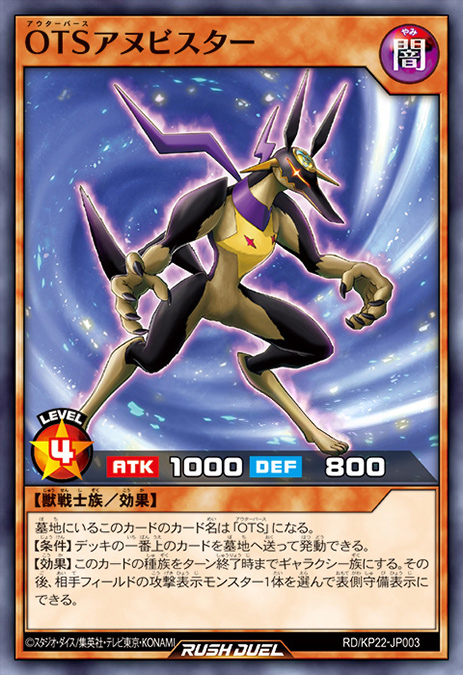 アウターバース
OTSアヌビスター
やみ
闇
LEVEL
4
ATK 1000 DEF 800
【獣戦士族／効果】
墓地にいるこのカードのカード名は「OTS」になる。
【条件】デッキの一番上のカードを墓地へ送って発動できる。
【効果】このカードの種族をターン終了時までギャラクシー族にする。その
後、相手フィールドの攻撃表示モンスター1体を選んで表側守備表示に
できる。
©スタジオ・ダイス/集英社・テレビ東京・KONAMI
RUSH DUEL
RD/KP22-JP003